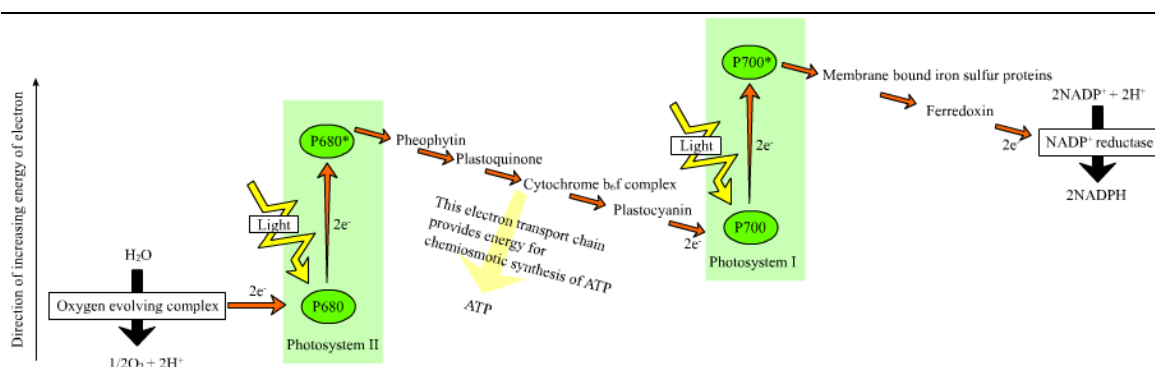 Direction of increasing energy of electron
H₂O
Oxygen evolving complex
1/2O₂ + 2H⁺
2e⁻
Light
P680*
2e⁻
P680
Photosystem II
Pheophytin
Plastoquinone
Cytochrome b₆f complex
Plastocyanin
2e⁻
This electron transport chain
provides energy for
chemiosmotic synthesis of ATP
ATP
P700*
Light
2e⁻
P700
Photosystem I
Membrane bound iron sulfur proteins
Ferredoxin
2e⁻
2NADP⁺ + 2H⁺
NADP⁺ reductase
2NADPH